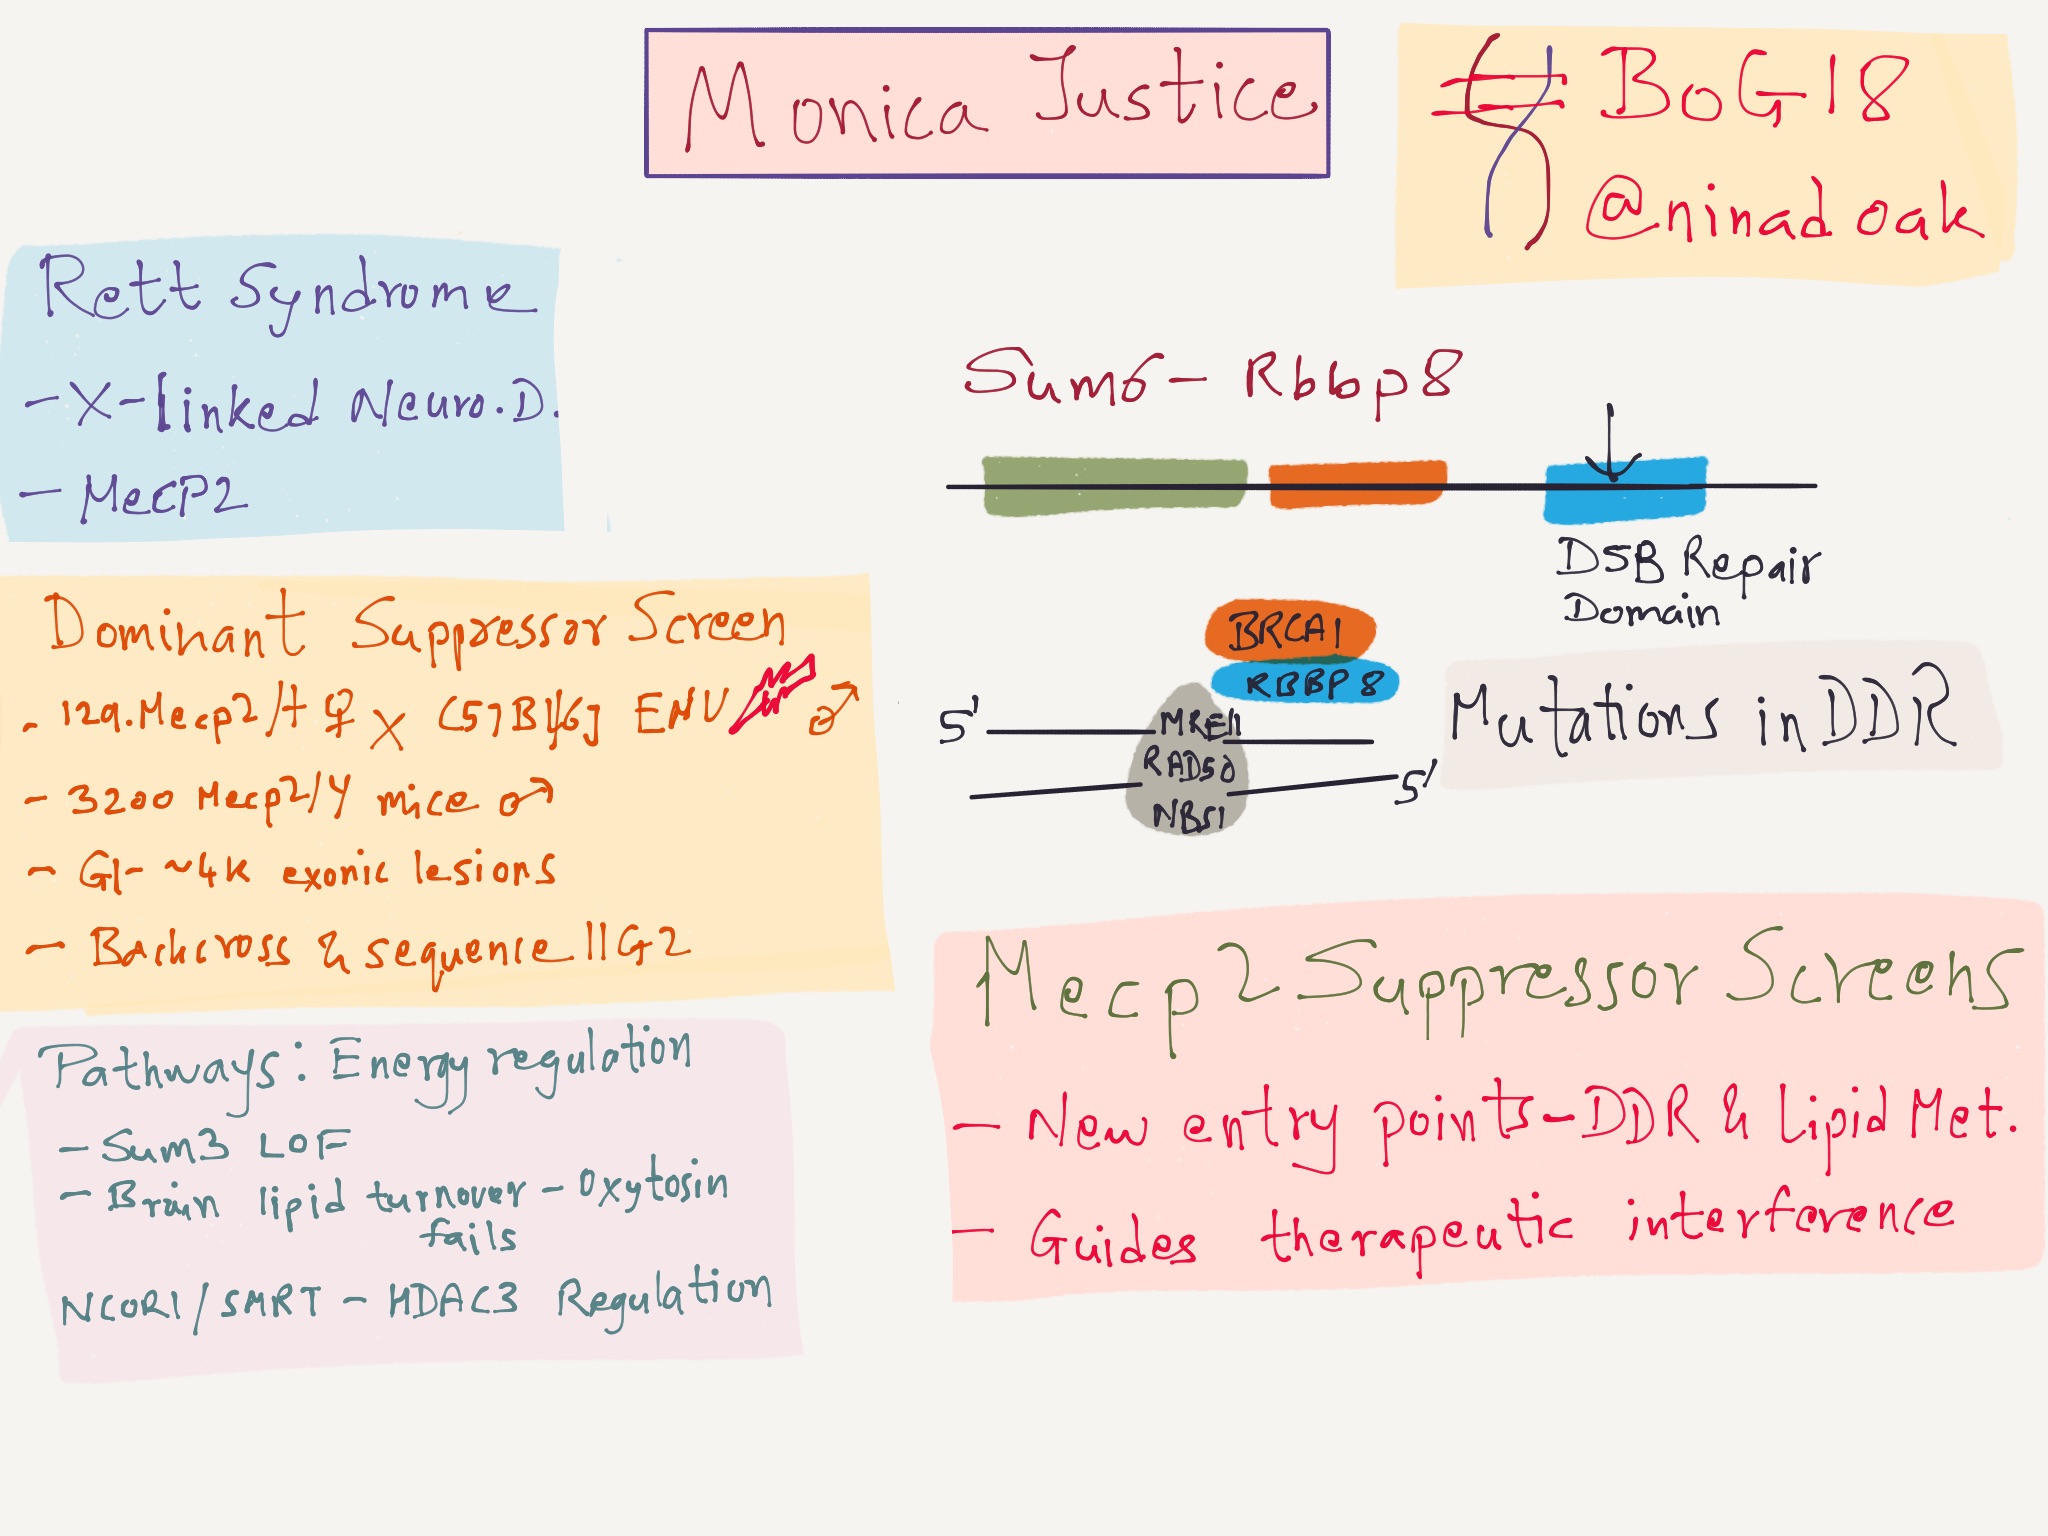 Monica Justice
BoG18
@ninadoak
Rett Syndrome
- X-linked Neuro.D.
- MeCP2
Dominant Suppressor Screen
- 129.Mecp2/+ ♀ X C57Bl/6J ENU ♂
- 3200 Mecp2/Y mice ♂
- G1- ~4K exonic lesions
- Backcross & sequence 11G2
Pathways: Energy regulation
- Sum3 LOF
- Brain lipid turnover - Oxytosin
fails
NCOR1/SMRT - HDAC3 Regulation
Sum6 - Rbbp8
DSB Repair
Domain
BRCA1
RBBP8
5'
MRE11
RAD50
5'
NBS1
Mutations in DDR
Mecp2 Suppressor Screens
- New entry points - DDR & Lipid Met.
- Guides therapeutic interference